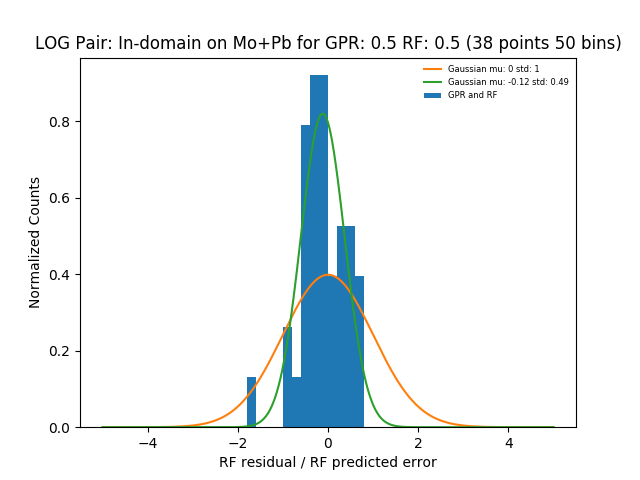 LOG Pair: In-domain on Mo+Pb for GPR: 0.5 RF: 0.5 (38 points 50 bins)
Gaussian mu: 0 std: 1
Gaussian mu: -0.12 std: 0.49
GPR and RF
Normalized Counts
0.8
0.6
0.4
0.2
0.0
−4 −2 0 2 4
RF residual / RF predicted error